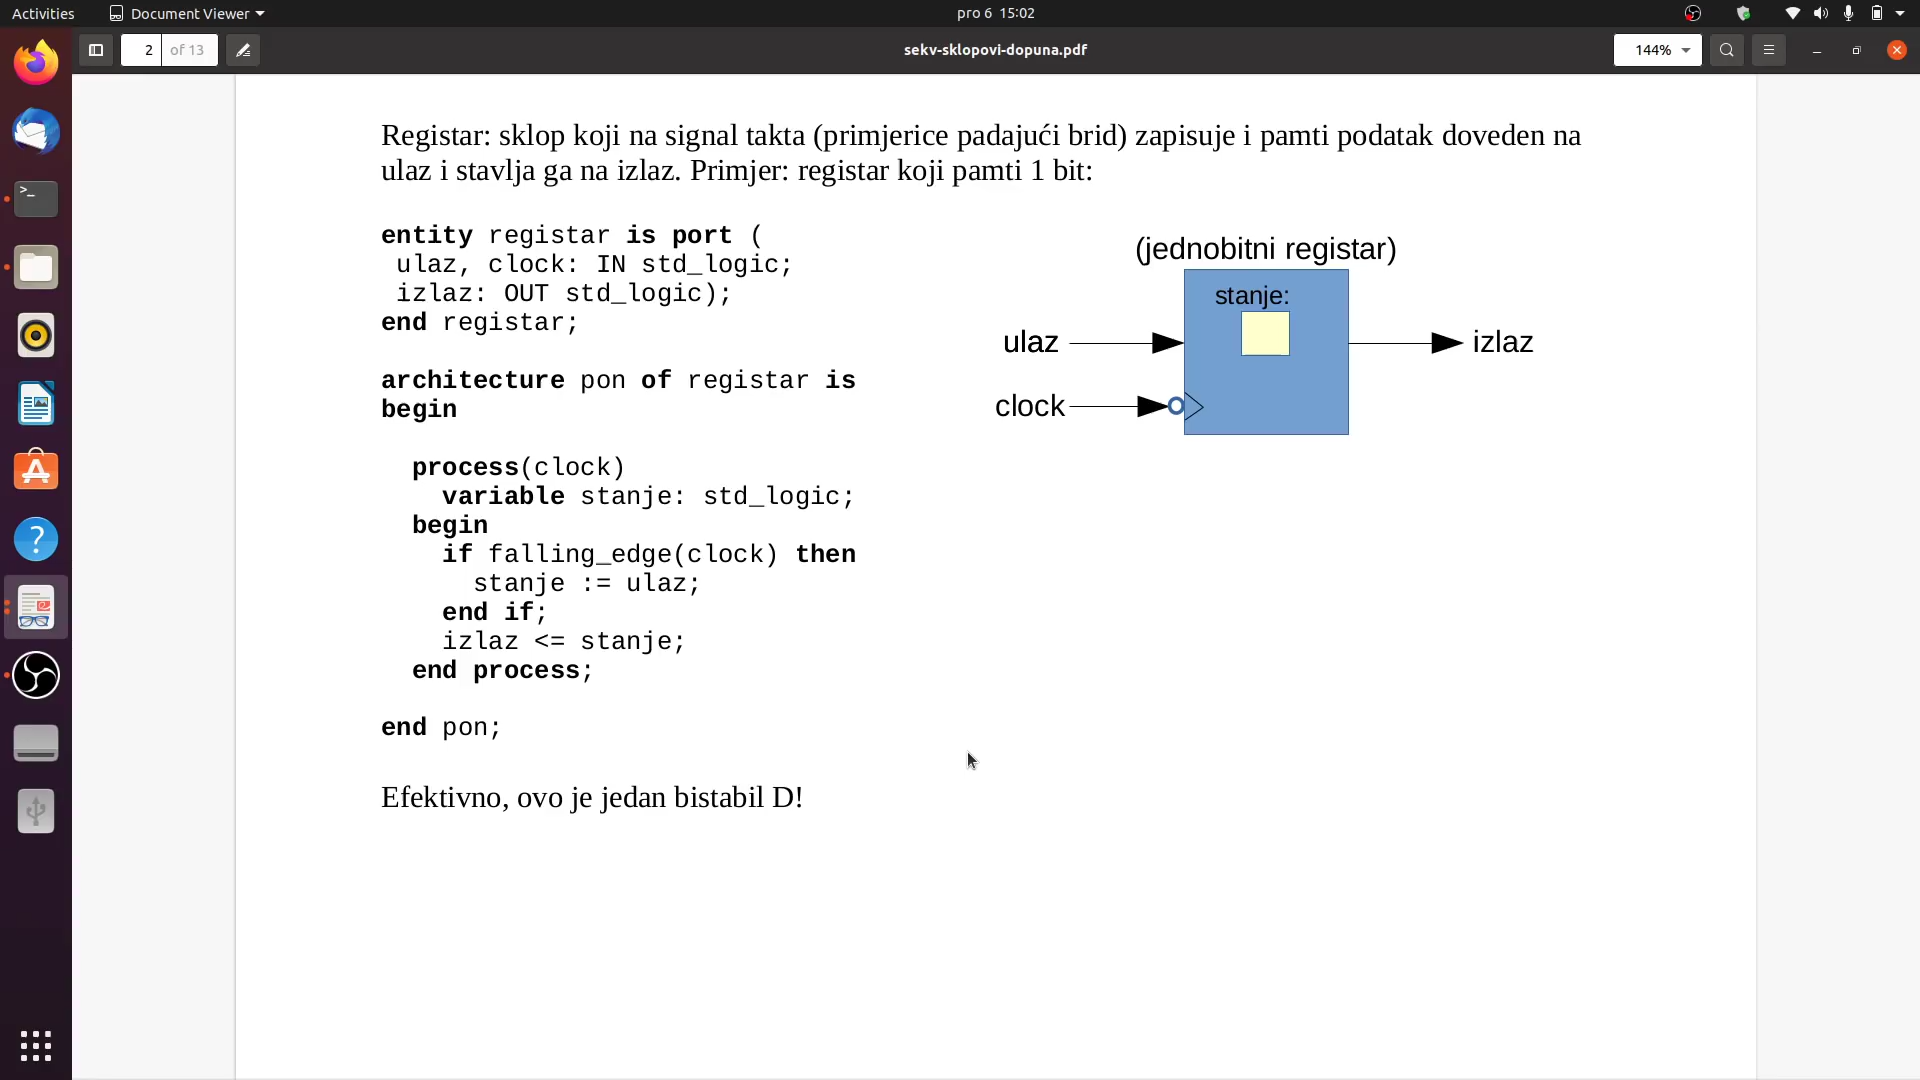 Activities
Document Viewer
pro 6 15:02
2
of 13
sekv-sklopovi-dopuna.pdf
144%
Registar: sklop koji na signal takta (primjerice padajući brid) zapisuje i pamti podatak doveden na
ulaz i stavlja ga na izlaz. Primjer: registar koji pamti 1 bit:
entity registar is port (
ulaz, clock: IN std_logic;
izlaz: OUT std_logic);
end registar;
architecture pon of registar is
begin
process(clock)
variable stanje: std_logic;
begin
if falling_edge(clock) then
stanje := ulaz;
end if;
izlaz <= stanje;
end process;
end pon;
(jednobitni registar)
stanje:
ulaz
izlaz
clock
Efektivno, ovo je jedan bistabil D!